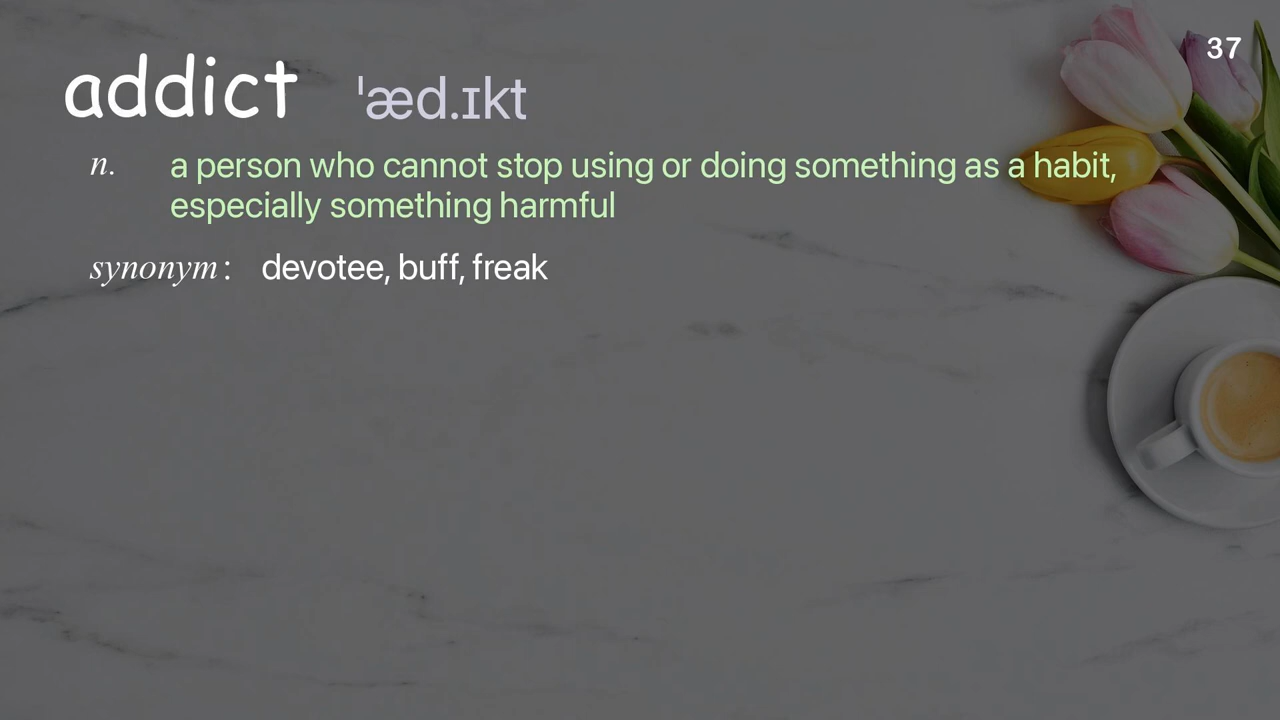 37
addict ˈæd.ɪkt
n. a person who cannot stop using or doing something as a habit,
especially something harmful
synonym: devotee, buff, freak